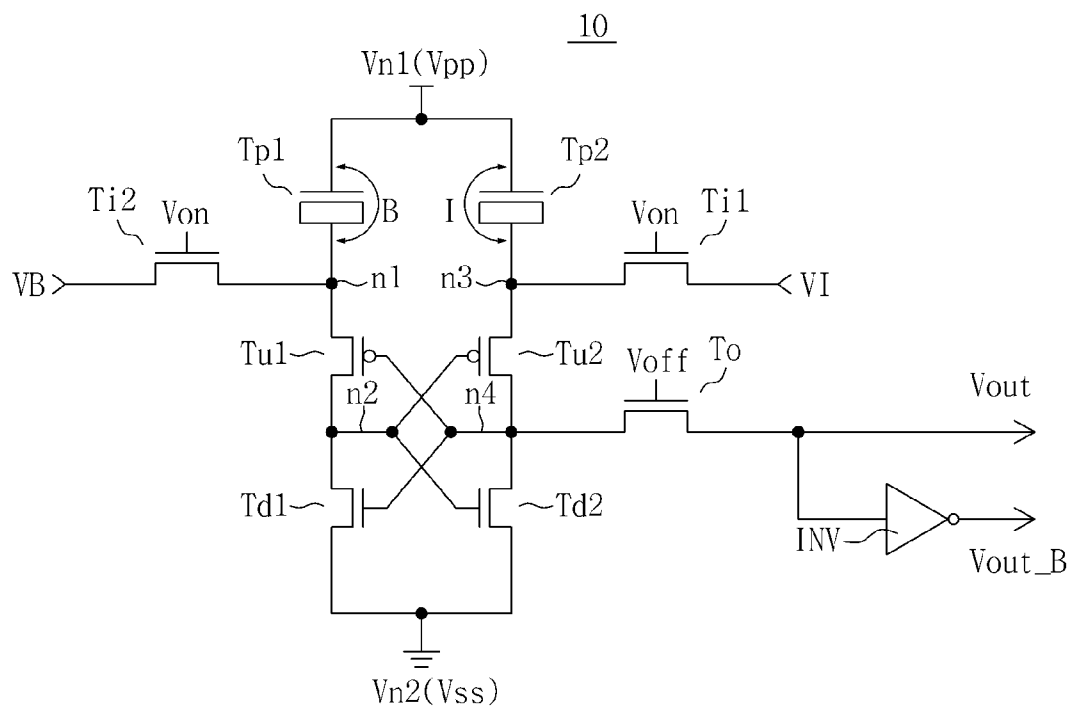 10
Vn1(Vpp)
Tp1
Tp2
Ti2
Von
B
I
Von
Ti1
VB
n1
n3
VI
Tu1
Tu2
Voff
To
Vout
n2
n4
Td1
Td2
INV
Vout_B
Vn2(Vss)